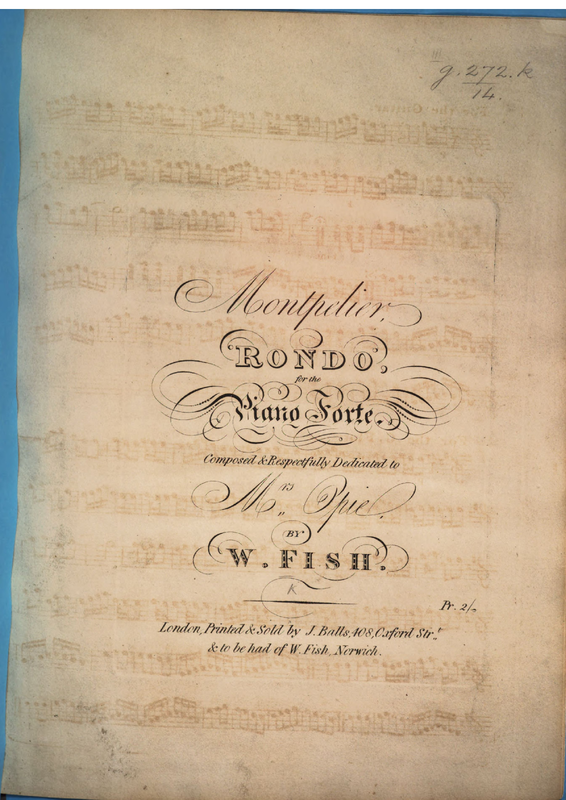 g.272.k
14.
Montpelier,
RONDO,
for the
Piano Forte.
Composed & Respectfully Dedicated to
Mrs, Opie,
BY
W. FISH.
Pr. 2/-
London, Printed & Sold by J. Balls, 408, Oxford Strt,
& to be had of W. Fish, Norwich.